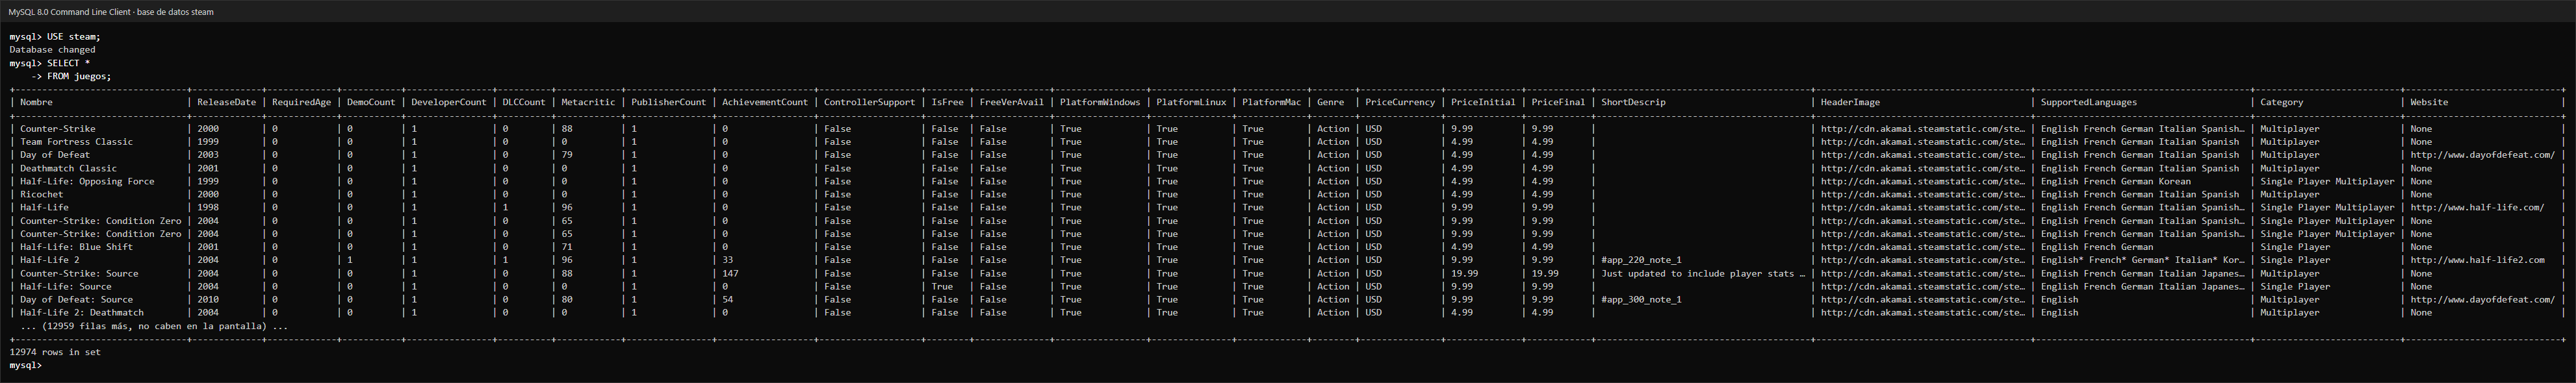 MySQL 8.0 Command Line Client · base de datos steam
mysql> USE steam;
Database changed
mysql> SELECT *
-> FROM juegos;
| Nombre | ReleaseDate | RequiredAge | DemoCount | DeveloperCount | DLCCount | Metacritic | PublisherCount | AchievementCount | ControllerSupport | IsFree | FreeVerAvail | PlatformWindows | PlatformLinux | PlatformMac | Genre | PriceCurrency | PriceInitial | PriceFinal | ShortDescrip | HeaderImage | SupportedLanguages | Category | Website |
| Counter-Strike | 2000 | 0 | 0 | 1 | 0 | 88 | 1 | 0 | False | False | False | True | True | True | Action | USD | 9.99 | 9.99 | | http://cdn.akamai.steamstatic.com/ste… | English French German Italian Spanish… | Multiplayer | None |
| Team Fortress Classic | 1999 | 0 | 0 | 1 | 0 | 0 | 1 | 0 | False | False | False | True | True | True | Action | USD | 4.99 | 4.99 | | http://cdn.akamai.steamstatic.com/ste… | English French German Italian Spanish | Multiplayer | None |
| Day of Defeat | 2003 | 0 | 0 | 1 | 0 | 79 | 1 | 0 | False | False | False | True | True | True | Action | USD | 4.99 | 4.99 | | http://cdn.akamai.steamstatic.com/ste… | English French German Italian Spanish | Multiplayer | http://www.dayofdefeat.com/ |
| Deathmatch Classic | 2001 | 0 | 0 | 1 | 0 | 0 | 1 | 0 | False | False | False | True | True | True | Action | USD | 4.99 | 4.99 | | http://cdn.akamai.steamstatic.com/ste… | English French German Italian Spanish | Multiplayer | None |
| Half-Life: Opposing Force | 1999 | 0 | 0 | 1 | 0 | 0 | 1 | 0 | False | False | False | True | True | True | Action | USD | 4.99 | 4.99 | | http://cdn.akamai.steamstatic.com/ste… | English French German Korean | Single Player Multiplayer | None |
| Ricochet | 2000 | 0 | 0 | 1 | 0 | 0 | 1 | 0 | False | False | False | True | True | True | Action | USD | 4.99 | 4.99 | | http://cdn.akamai.steamstatic.com/ste… | English French German Italian Spanish | Multiplayer | None |
| Half-Life | 1998 | 0 | 0 | 1 | 1 | 96 | 1 | 0 | False | False | False | True | True | True | Action | USD | 9.99 | 9.99 | | http://cdn.akamai.steamstatic.com/ste… | English French German Italian Spanish… | Single Player Multiplayer | http://www.half-life.com/ |
| Counter-Strike: Condition Zero | 2004 | 0 | 0 | 1 | 0 | 65 | 1 | 0 | False | False | False | True | True | True | Action | USD | 9.99 | 9.99 | | http://cdn.akamai.steamstatic.com/ste… | English French German Italian Spanish… | Single Player Multiplayer | None |
| Counter-Strike: Condition Zero | 2004 | 0 | 0 | 1 | 0 | 65 | 1 | 0 | False | False | False | True | True | True | Action | USD | 9.99 | 9.99 | | http://cdn.akamai.steamstatic.com/ste… | English French German Italian Spanish… | Single Player Multiplayer | None |
| Half-Life: Blue Shift | 2001 | 0 | 0 | 1 | 0 | 71 | 1 | 0 | False | False | False | True | True | True | Action | USD | 4.99 | 4.99 | | http://cdn.akamai.steamstatic.com/ste… | English French German | Single Player | None |
| Half-Life 2 | 2004 | 0 | 1 | 1 | 1 | 96 | 1 | 33 | False | False | False | True | True | True | Action | USD | 9.99 | 9.99 | #app_220_note_1 | http://cdn.akamai.steamstatic.com/ste… | English* French* German* Italian* Kor… | Single Player | http://www.half-life2.com |
| Counter-Strike: Source | 2004 | 0 | 0 | 1 | 0 | 88 | 1 | 147 | False | False | False | True | True | True | Action | USD | 19.99 | 19.99 | Just updated to include player stats … | http://cdn.akamai.steamstatic.com/ste… | English French German Italian Japanes… | Multiplayer | None |
| Half-Life: Source | 2004 | 0 | 0 | 1 | 0 | 0 | 1 | 0 | False | True | False | True | True | True | Action | USD | 9.99 | 9.99 | | http://cdn.akamai.steamstatic.com/ste… | English French German Italian Japanes… | Single Player | None |
| Day of Defeat: Source | 2010 | 0 | 0 | 1 | 0 | 80 | 1 | 54 | False | False | False | True | True | True | Action | USD | 9.99 | 9.99 | #app_300_note_1 | http://cdn.akamai.steamstatic.com/ste… | English | Multiplayer | http://www.dayofdefeat.com/ |
| Half-Life 2: Deathmatch | 2004 | 0 | 0 | 1 | 0 | 0 | 1 | 0 | False | False | False | True | True | True | Action | USD | 4.99 | 4.99 | | http://cdn.akamai.steamstatic.com/ste… | English | Multiplayer | None |
... (12959 filas más, no caben en la pantalla) ...
12974 rows in set
mysql>